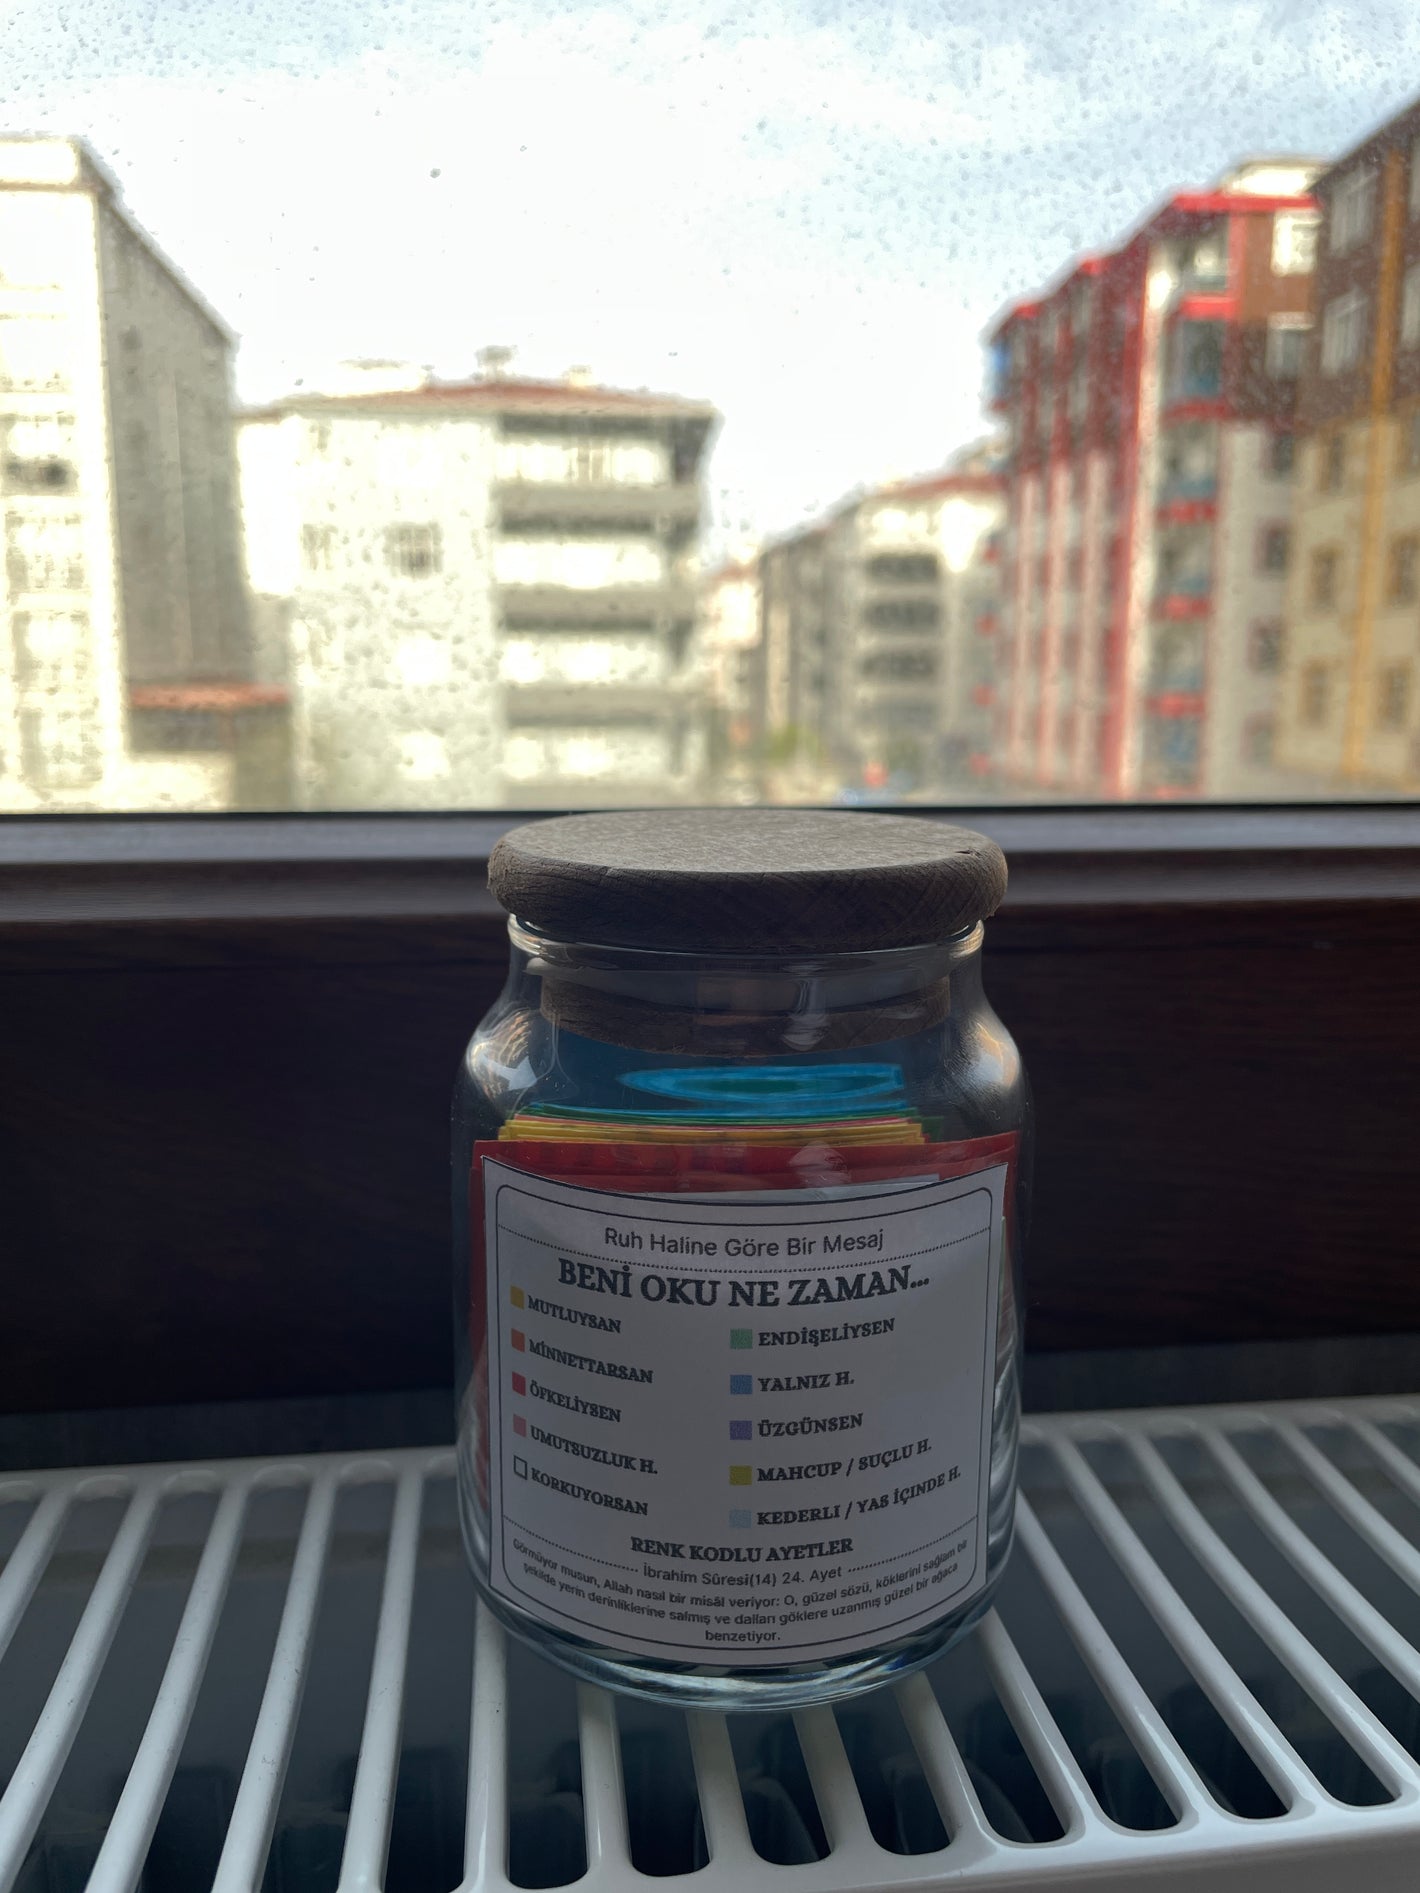 Ruh Haline Göre Bir Mesaj
BENİ OKU NE ZAMAN...
MUTLUYSAN
MİNNETTARSAN
ÖFKELİYSEN
UMUTSUZLUK H.
KORKUYORSAN
ENDİŞELİYSEN
YALNIZ H.
ÜZGÜNSEN
MAHCUP / SUÇLU H.
KEDERLİ / YAS İÇINDE H.
RENK KODLU AYETLER
İbrahim Sûresi(14) 24. Ayet
Görmüyor musun, Allah nasıl bir misâl veriyor: O, güzel sözü, köklerini sağlam bir
şekilde yerin derinliklerine salmış ve dalları göklere uzanmış güzel bir ağaca
benzetiyor.